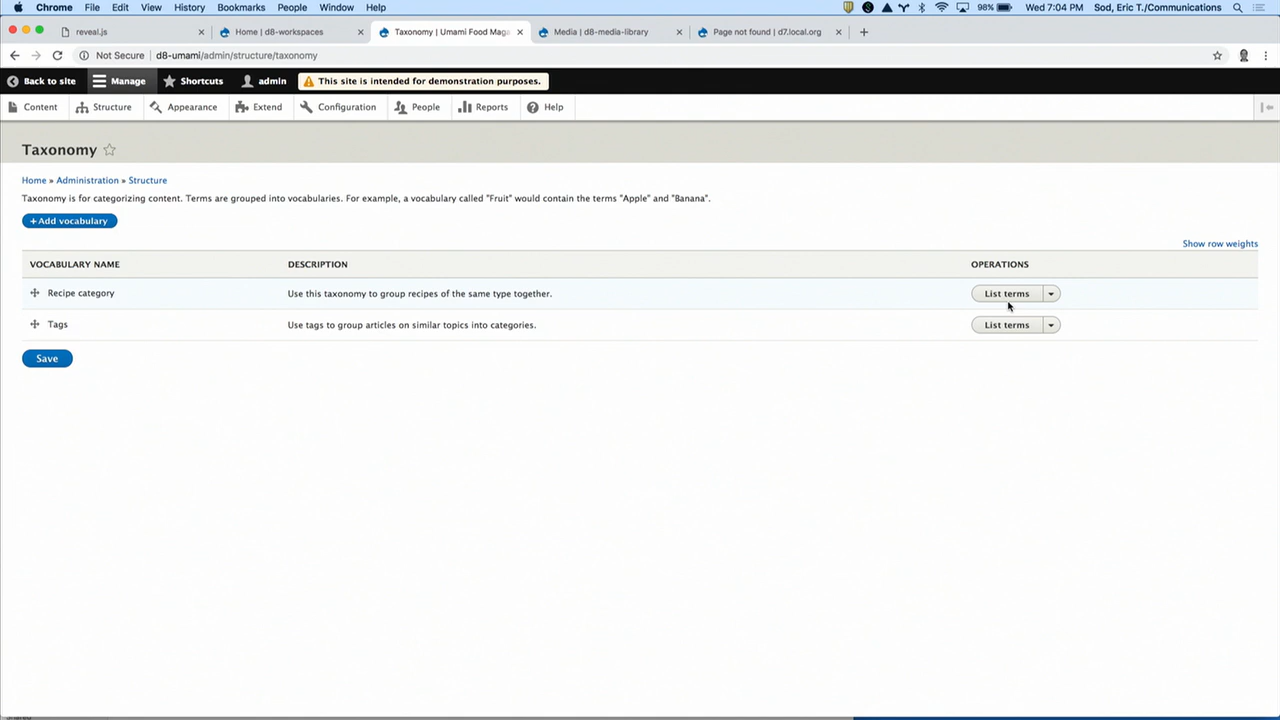 Chrome File Edit View History Bookmarks People Window Help 98% Wed 7:04 PM Sod, Eric T./Communications
reveal.js Home | d8-workspaces Taxonomy | Umami Food Maga Media | d8-media-library Page not found | d7.local.org
Not Secure d8-umami/admin/structure/taxonomy
Back to site Manage Shortcuts admin This site is intended for demonstration purposes.
Content Structure Appearance Extend Configuration People Reports Help
Taxonomy
Home » Administration » Structure
Taxonomy is for categorizing content. Terms are grouped into vocabularies. For example, a vocabulary called "Fruit" would contain the terms "Apple" and "Banana".
+Add vocabulary
Show row weights
VOCABULARY NAME DESCRIPTION OPERATIONS
Recipe category Use this taxonomy to group recipes of the same type together. List terms
Tags Use tags to group articles on similar topics into categories. List terms
Save